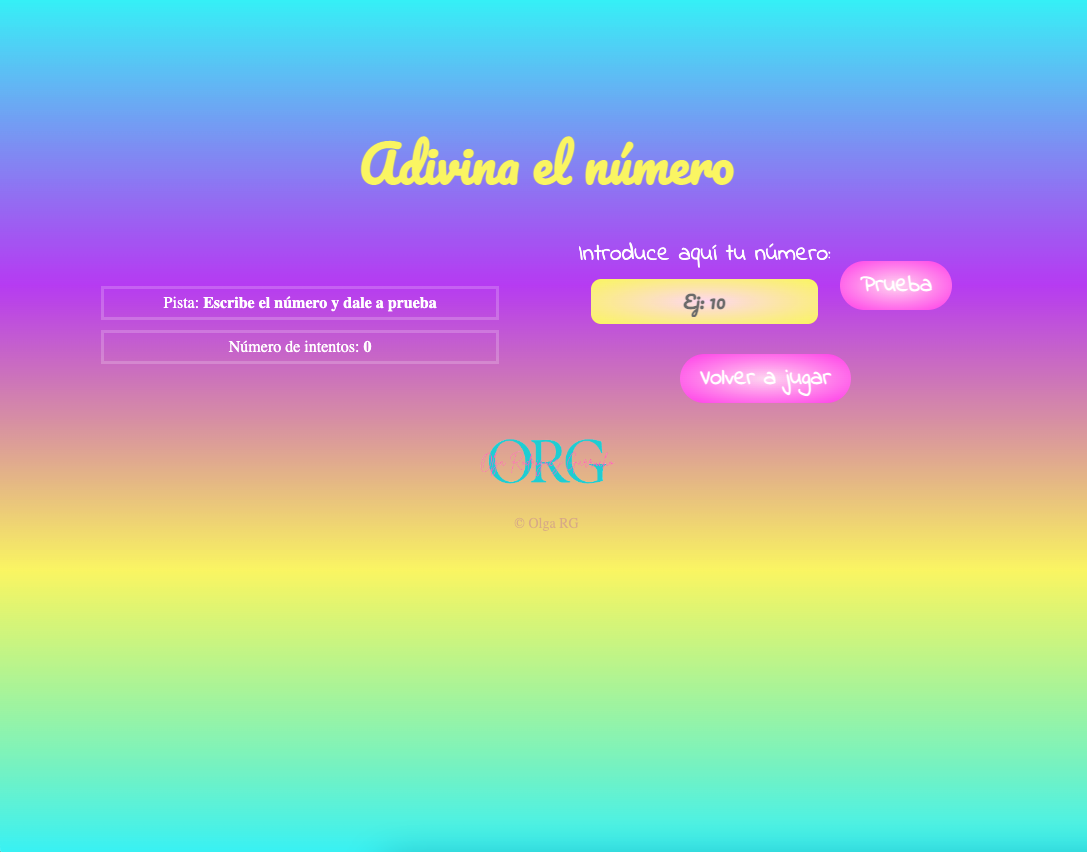 Adivina el número
Introduce aquí tu número:
Prueba
Pista: Escribe el número y dale a prueba
Ej: 10
Número de intentos: 0
Volver a jugar
ORG
© Olga RG